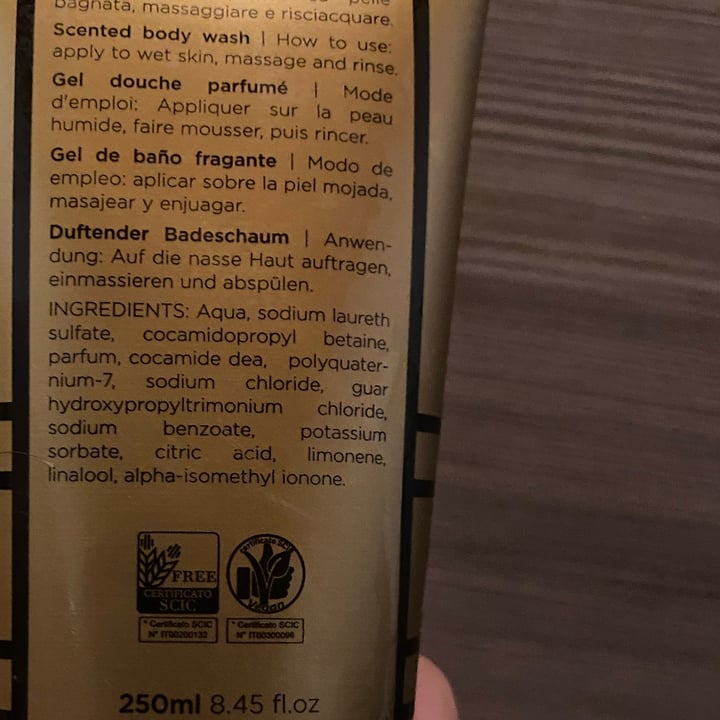 bagnata, massaggiare e risciacquare.
Scented body wash | How to use:
apply to wet skin, massage and rinse.
Gel douche parfumé | Mode
d'emploi: Appliquer sur la peau
humide, faire mousser, puis rincer.
Gel de baño fragante | Modo de
empleo: aplicar sobre la piel mojada,
masajear y enjuagar.
Duftender Badeschaum | Anwen-
dung: Auf die nasse Haut auftragen,
einmassieren und abspülen.
INGREDIENTS: Aqua, sodium laureth
sulfate, cocamidopropyl betaine,
parfum, cocamide dea, polyquater-
nium-7, sodium chloride, guar
hydroxypropyltrimonium chloride,
sodium benzoate, potassium
sorbate, citric acid, limonene,
linalool, alpha-isomethyl ionone.
FREE
CERTIFICATO
SCIC
* Certificato SCIC
N° IT00200132
Certificato SCIC
Vegan
* Certificato SCIC
N° IT00300096
250ml 8.45 fl.oz